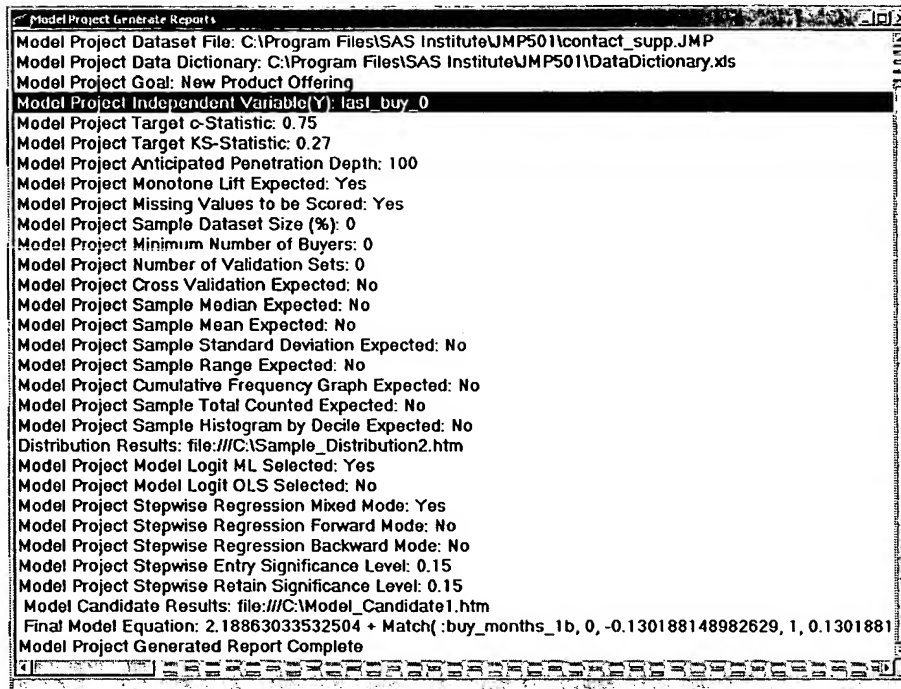 Model Project Generate Reports
Model Project Dataset File: C:\Program Files\SAS Institute\JMP501\contact_supp.JMP
Model Project Data Dictionary: C:\Program Files\SAS Institute\JMP501\DataDictionary.xls
Model Project Goal: New Product Offering
Model Project Independent Variable(Y): last_buy_0
Model Project Target c-Statistic: 0.75
Model Project Target KS-Statistic: 0.27
Model Project Anticipated Penetration Depth: 100
Model Project Monotone Lift Expected: Yes
Model Project Missing Values to be Scored: Yes
Model Project Sample Dataset Size (%): 0
Model Project Minimum Number of Buyers: 0
Model Project Number of Validation Sets: 0
Model Project Cross Validation Expected: No
Model Project Sample Median Expected: No
Model Project Sample Mean Expected: No
Model Project Sample Standard Deviation Expected: No
Model Project Sample Range Expected: No
Model Project Cumulative Frequency Graph Expected: No
Model Project Sample Total Counted Expected: No
Model Project Sample Histogram by Decile Expected: No
Distribution Results: file:///C:\Sample_Distribution2.htm
Model Project Model Logit ML Selected: Yes
Model Project Model Logit OLS Selected: No
Model Project Stepwise Regression Mixed Mode: Yes
Model Project Stepwise Regression Forward Mode: No
Model Project Stepwise Regression Backward Mode: No
Model Project Stepwise Entry Significance Level: 0.15
Model Project Stepwise Retain Significance Level: 0.15
Model Candidate Results: file:///C:\Model_Candidate1.htm
Final Model Equation: 2.18863033532504 + Match( :buy_months_1b, 0, -0.130188148982629, 1, 0.1301881
Model Project Generated Report Complete